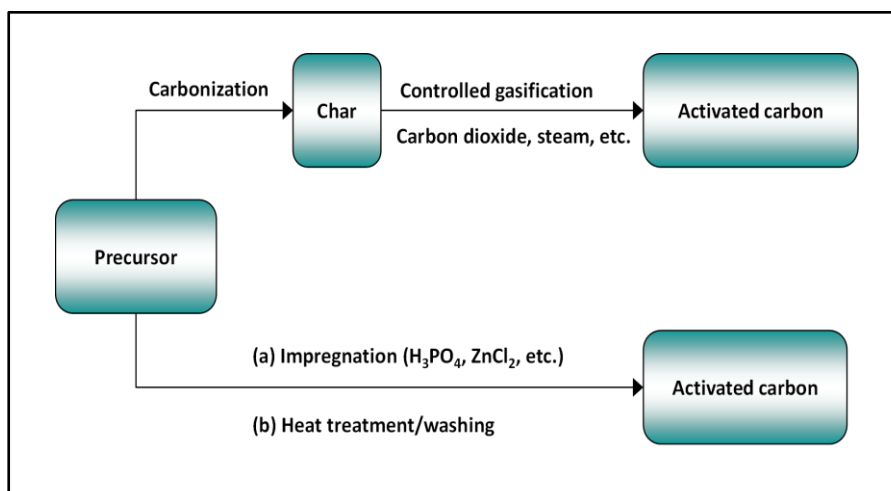 Carbonization
Char
Controlled gasification
Carbon dioxide, steam, etc.
Activated carbon
Precursor
(a) Impregnation (H₃PO₄, ZnCl₂, etc.)
(b) Heat treatment/washing
Activated carbon